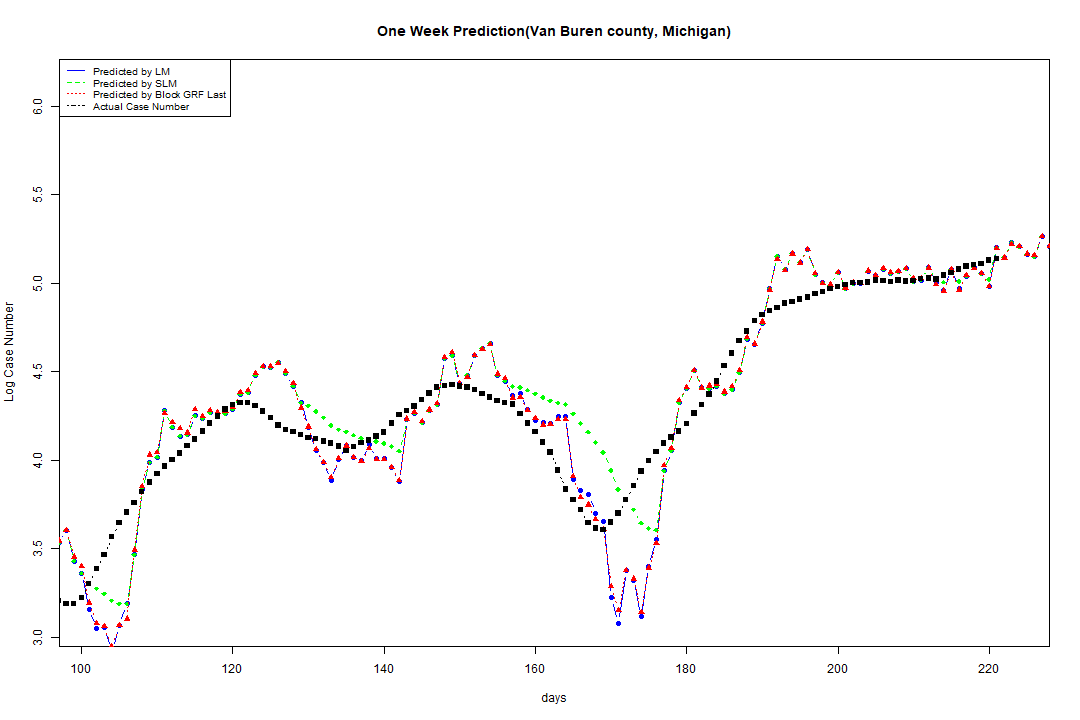 One Week Prediction(Van Buren county, Michigan)
Predicted by LM
Predicted by SLM
Predicted by Block GRF Last
Actual Case Number
Log Case Number
6.0
5.5
5.0
4.5
4.0
3.5
3.0
100 120 140 160 180 200 220
days